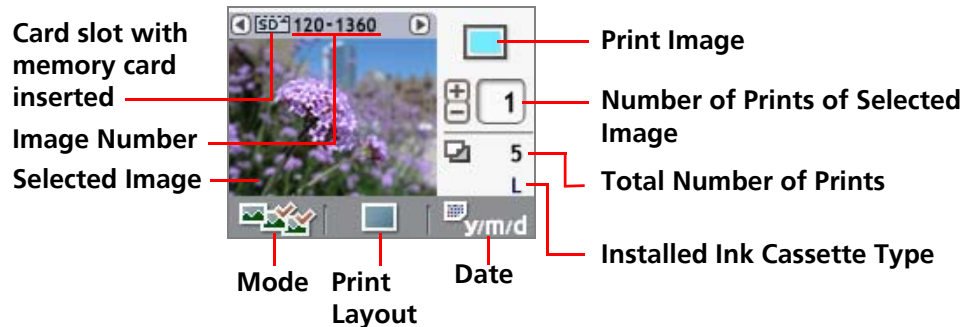 Card slot with
memory card
inserted
Image Number
Selected Image
SD 120-1360
1
5
L
y/m/d
Print Image
Number of Prints of Selected
Image
Total Number of Prints
Installed Ink Cassette Type
Mode
Print
Layout
Date